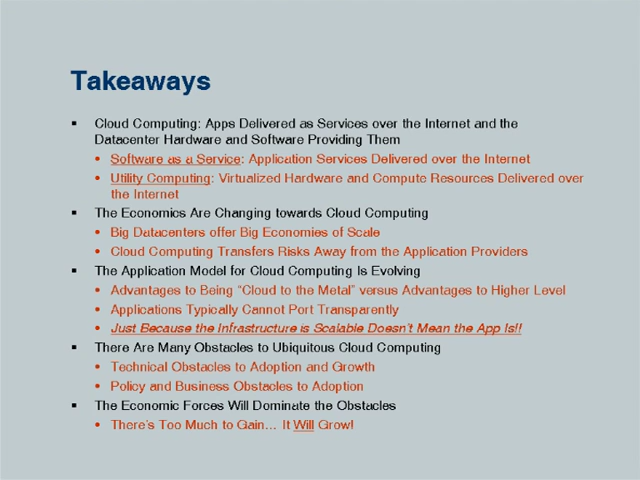 Takeaways
▪ Cloud Computing: Apps Delivered as Services over the Internet and the
Datacenter Hardware and Software Providing Them
• Software as a Service: Application Services Delivered over the Internet
• Utility Computing: Virtualized Hardware and Compute Resources Delivered over
the Internet
▪ The Economics Are Changing towards Cloud Computing
• Big Datacenters offer Big Economies of Scale
• Cloud Computing Transfers Risks Away from the Application Providers
▪ The Application Model for Cloud Computing Is Evolving
• Advantages to Being “Cloud to the Metal” versus Advantages to Higher Level
• Applications Typically Cannot Port Transparently
• Just Because the Infrastructure is Scalable Doesn't Mean the App Is!!
▪ There Are Many Obstacles to Ubiquitous Cloud Computing
• Technical Obstacles to Adoption and Growth
• Policy and Business Obstacles to Adoption
▪ The Economic Forces Will Dominate the Obstacles
• There's Too Much to Gain... It Will Grow!